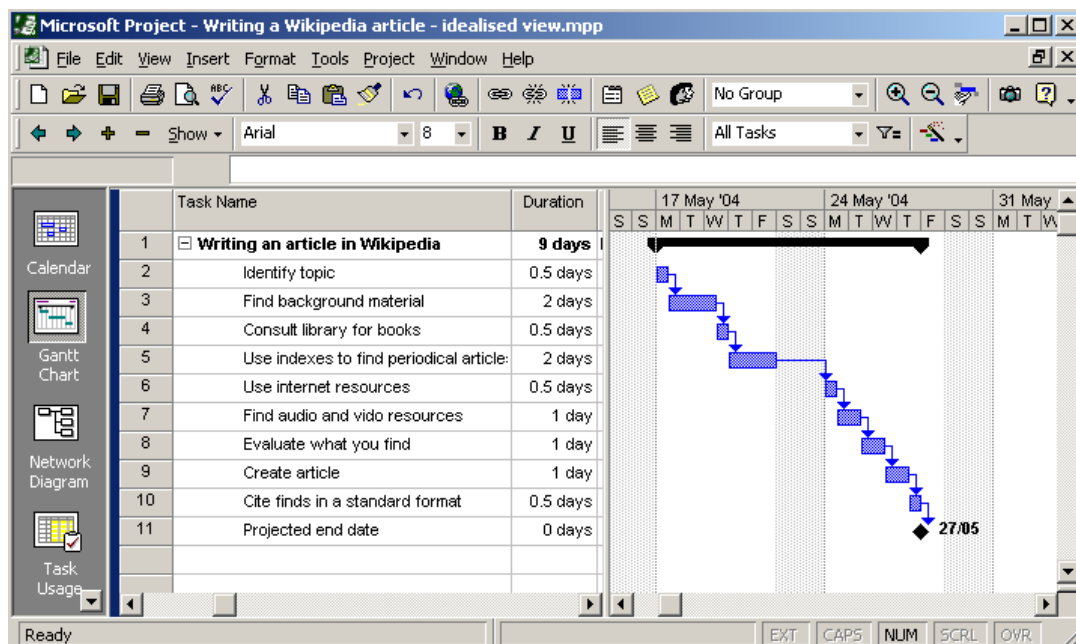 Microsoft Project - Writing a Wikipedia article - idealised view.mpp
File Edit View Insert Format Tools Project Window Help
ABC No Group
Show Arial 8 B I U All Tasks
Task Name Duration 17 May '04 24 May '04 31 May
S S M T W T F S S M T W T F S S M T W
1 Writing an article in Wikipedia 9 days
2 Identify topic 0.5 days
3 Find background material 2 days
4 Consult library for books 0.5 days
5 Use indexes to find periodical article 2 days
6 Use internet resources 0.5 days
7 Find audio and vido resources 1 day
8 Evaluate what you find 1 day
9 Create article 1 day
10 Cite finds in a standard format 0.5 days
11 Projected end date 0 days 27/05
Calendar
Gantt
Chart
Network
Diagram
Task
Usage
Ready EXT CAPS NUM SCRL OVR